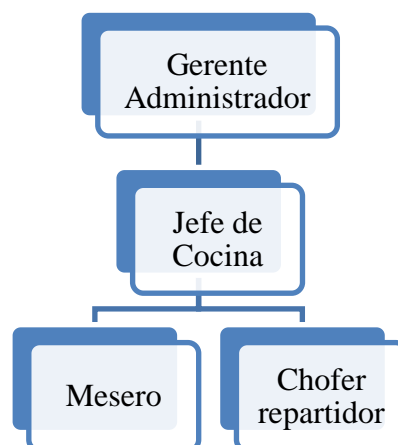 Gerente
Administrador
Jefe de
Cocina
Mesero
Chofer
repartidor